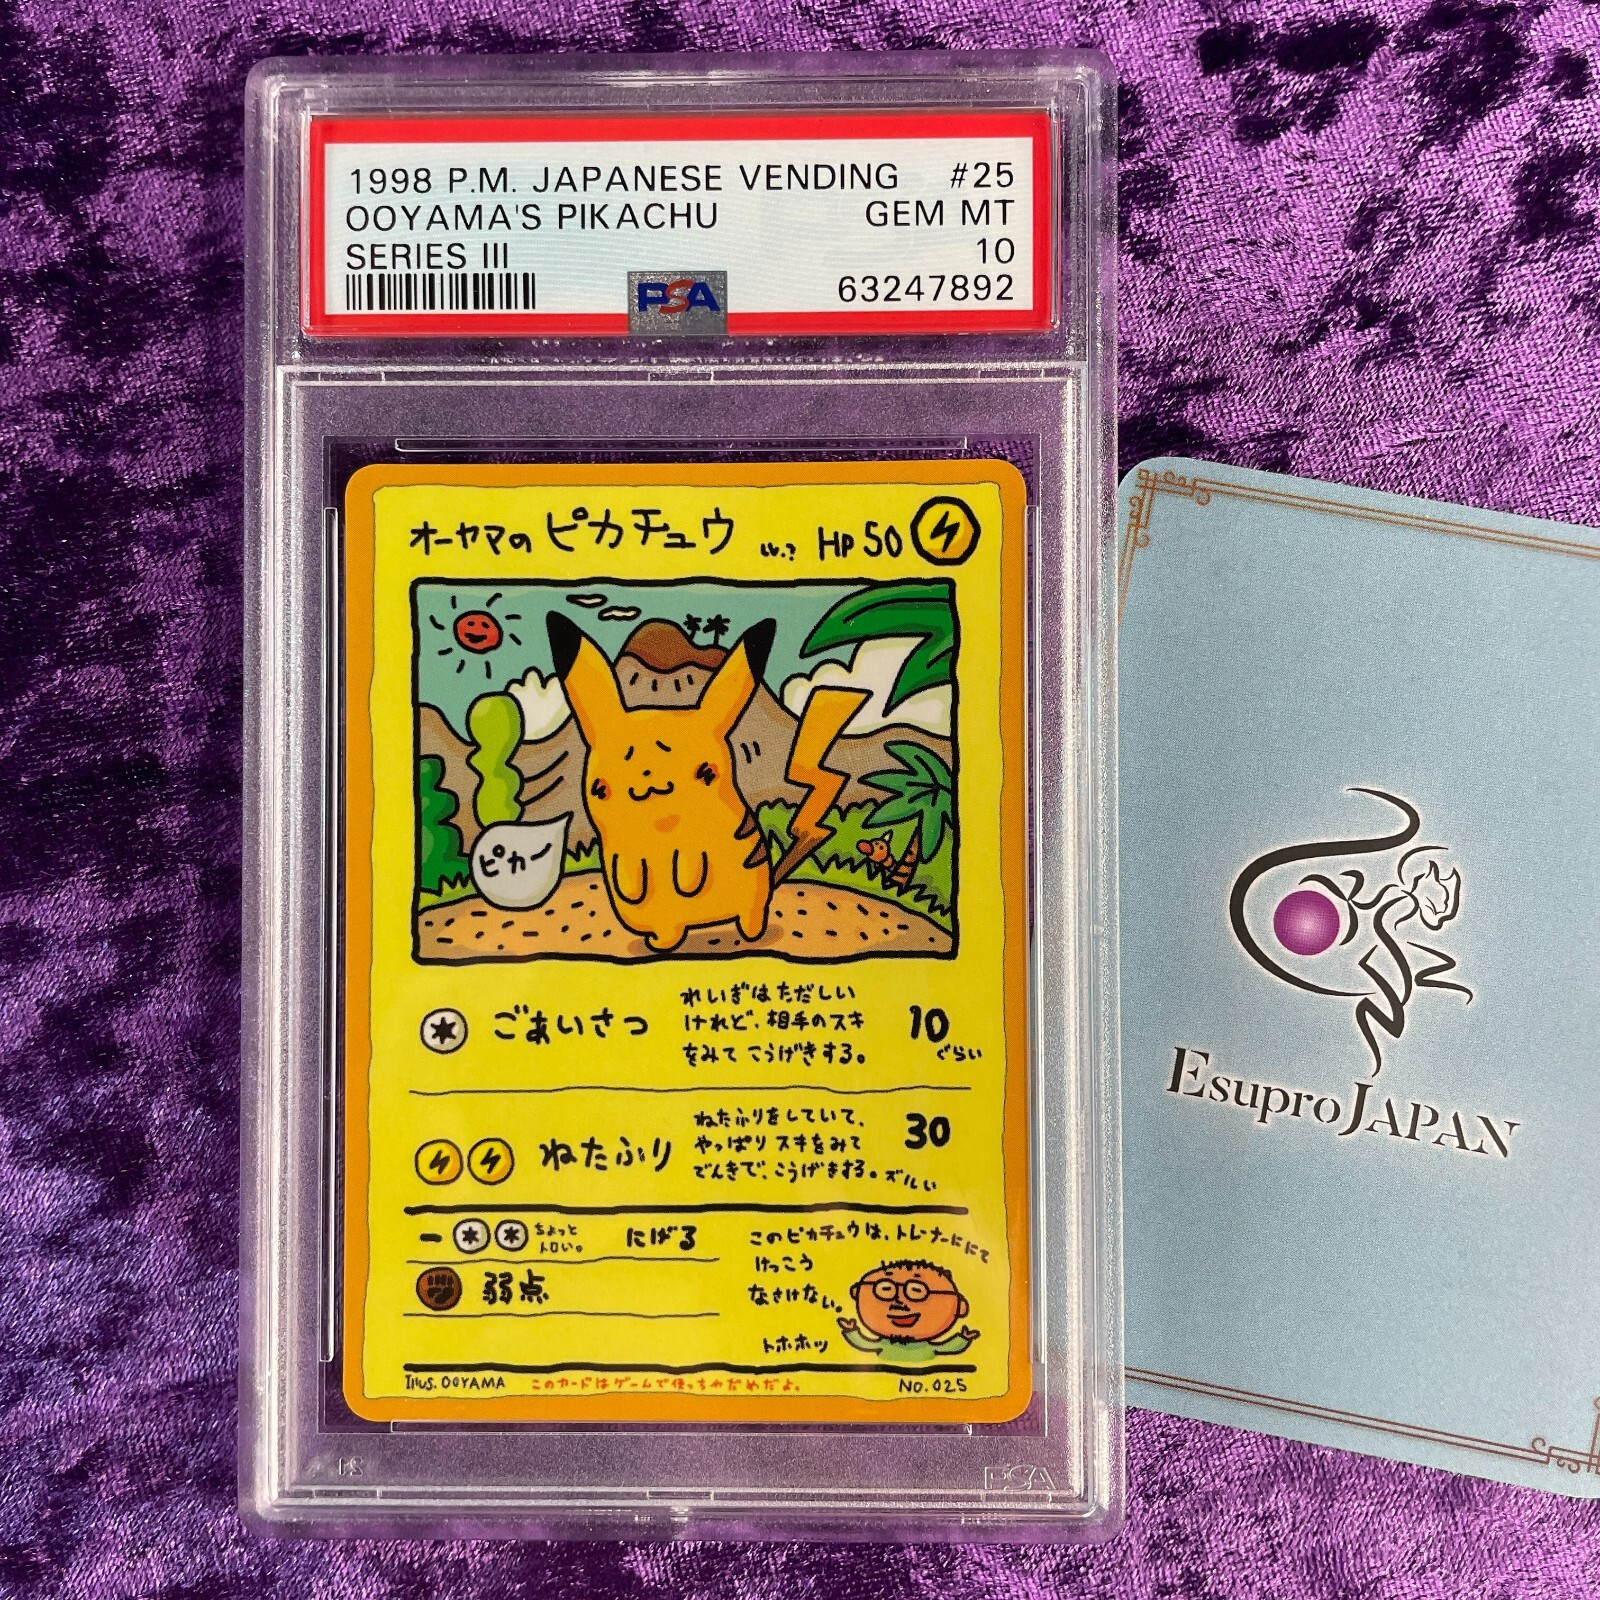 1998 P.M. JAPANESE VENDING #25
OOYAMA'S PIKACHU GEM MT
SERIES III 10
PSA 63247892
オーヤマのピカチュウ LV.? HP 50
ピカー
ごあいさつ
れいぎはただしい
けれど、相手のスキ
をみてこうげきする。
10
ぐらい
ねたふり
ねたふりをしていて、
やっぱりスキをみて
でんきで、こうげきする。ズルい
30
ー ちょっと
トロい。
にげる
弱点
このピカチュウは、トレーナーににて
けっこう
なさけない。
トホホッ
Illus. OOYAMA このカードはゲームで使っちゃだめだよ。 NO. 025
PSA
EsuproJAPAN